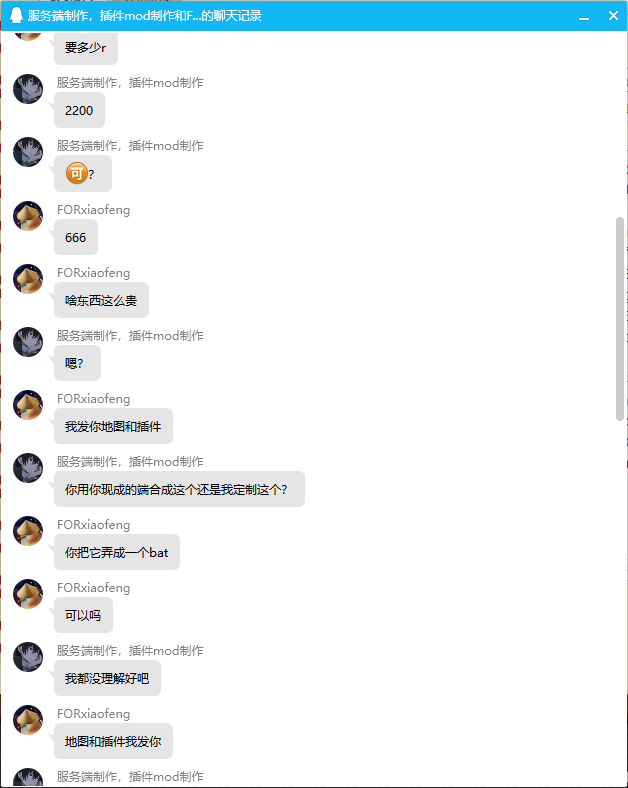 服务端制作，插件mod制作和F...的聊天记录
要多少r
服务端制作，插件mod制作
2200
服务端制作，插件mod制作
可?
FORxiaofeng
666
FORxiaofeng
啥东西这么贵
服务端制作，插件mod制作
嗯?
FORxiaofeng
我发你地图和插件
服务端制作，插件mod制作
你用你现成的端合成这个还是我定制这个?
FORxiaofeng
你把它弄成一个bat
FORxiaofeng
可以吗
服务端制作，插件mod制作
我都没理解好吧
FORxiaofeng
地图和插件我发你
服务端制作，插件mod制作